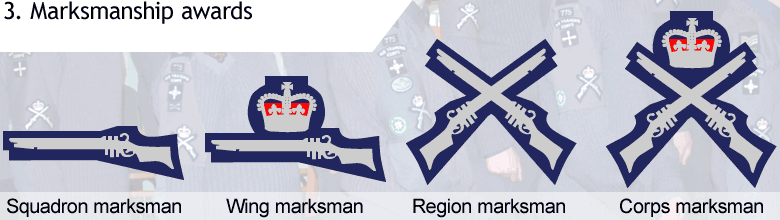 3. Marksmanship awards
Squadron marksman
Wing marksman
Region marksman
Corps marksman